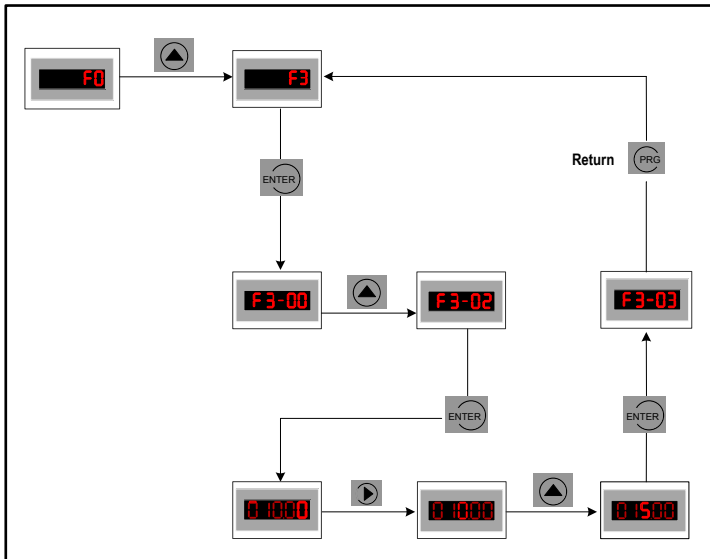 F0
F3
Return
PRG
ENTER
F3-00
F3-02
F3-03
ENTER
ENTER
010.00
010.00
015.00